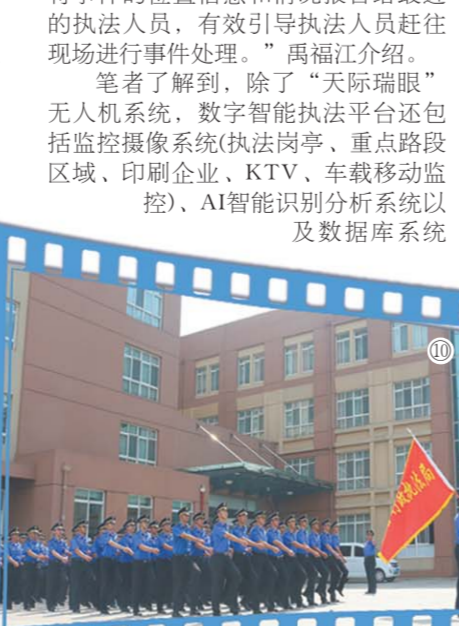 的执法人员，有效引导执法人员赶往
现场进行事件处理。”禹福江介绍。
笔者了解到，除了“天际瑞眼”
无人机系统，数字智能执法平台还包
括监控摄像系统(执法岗亭、重点路段
区域、印刷企业、KTV、车载移动监
控)、AI智能识别分析系统以
及数据库系统
⑩
行政执法局